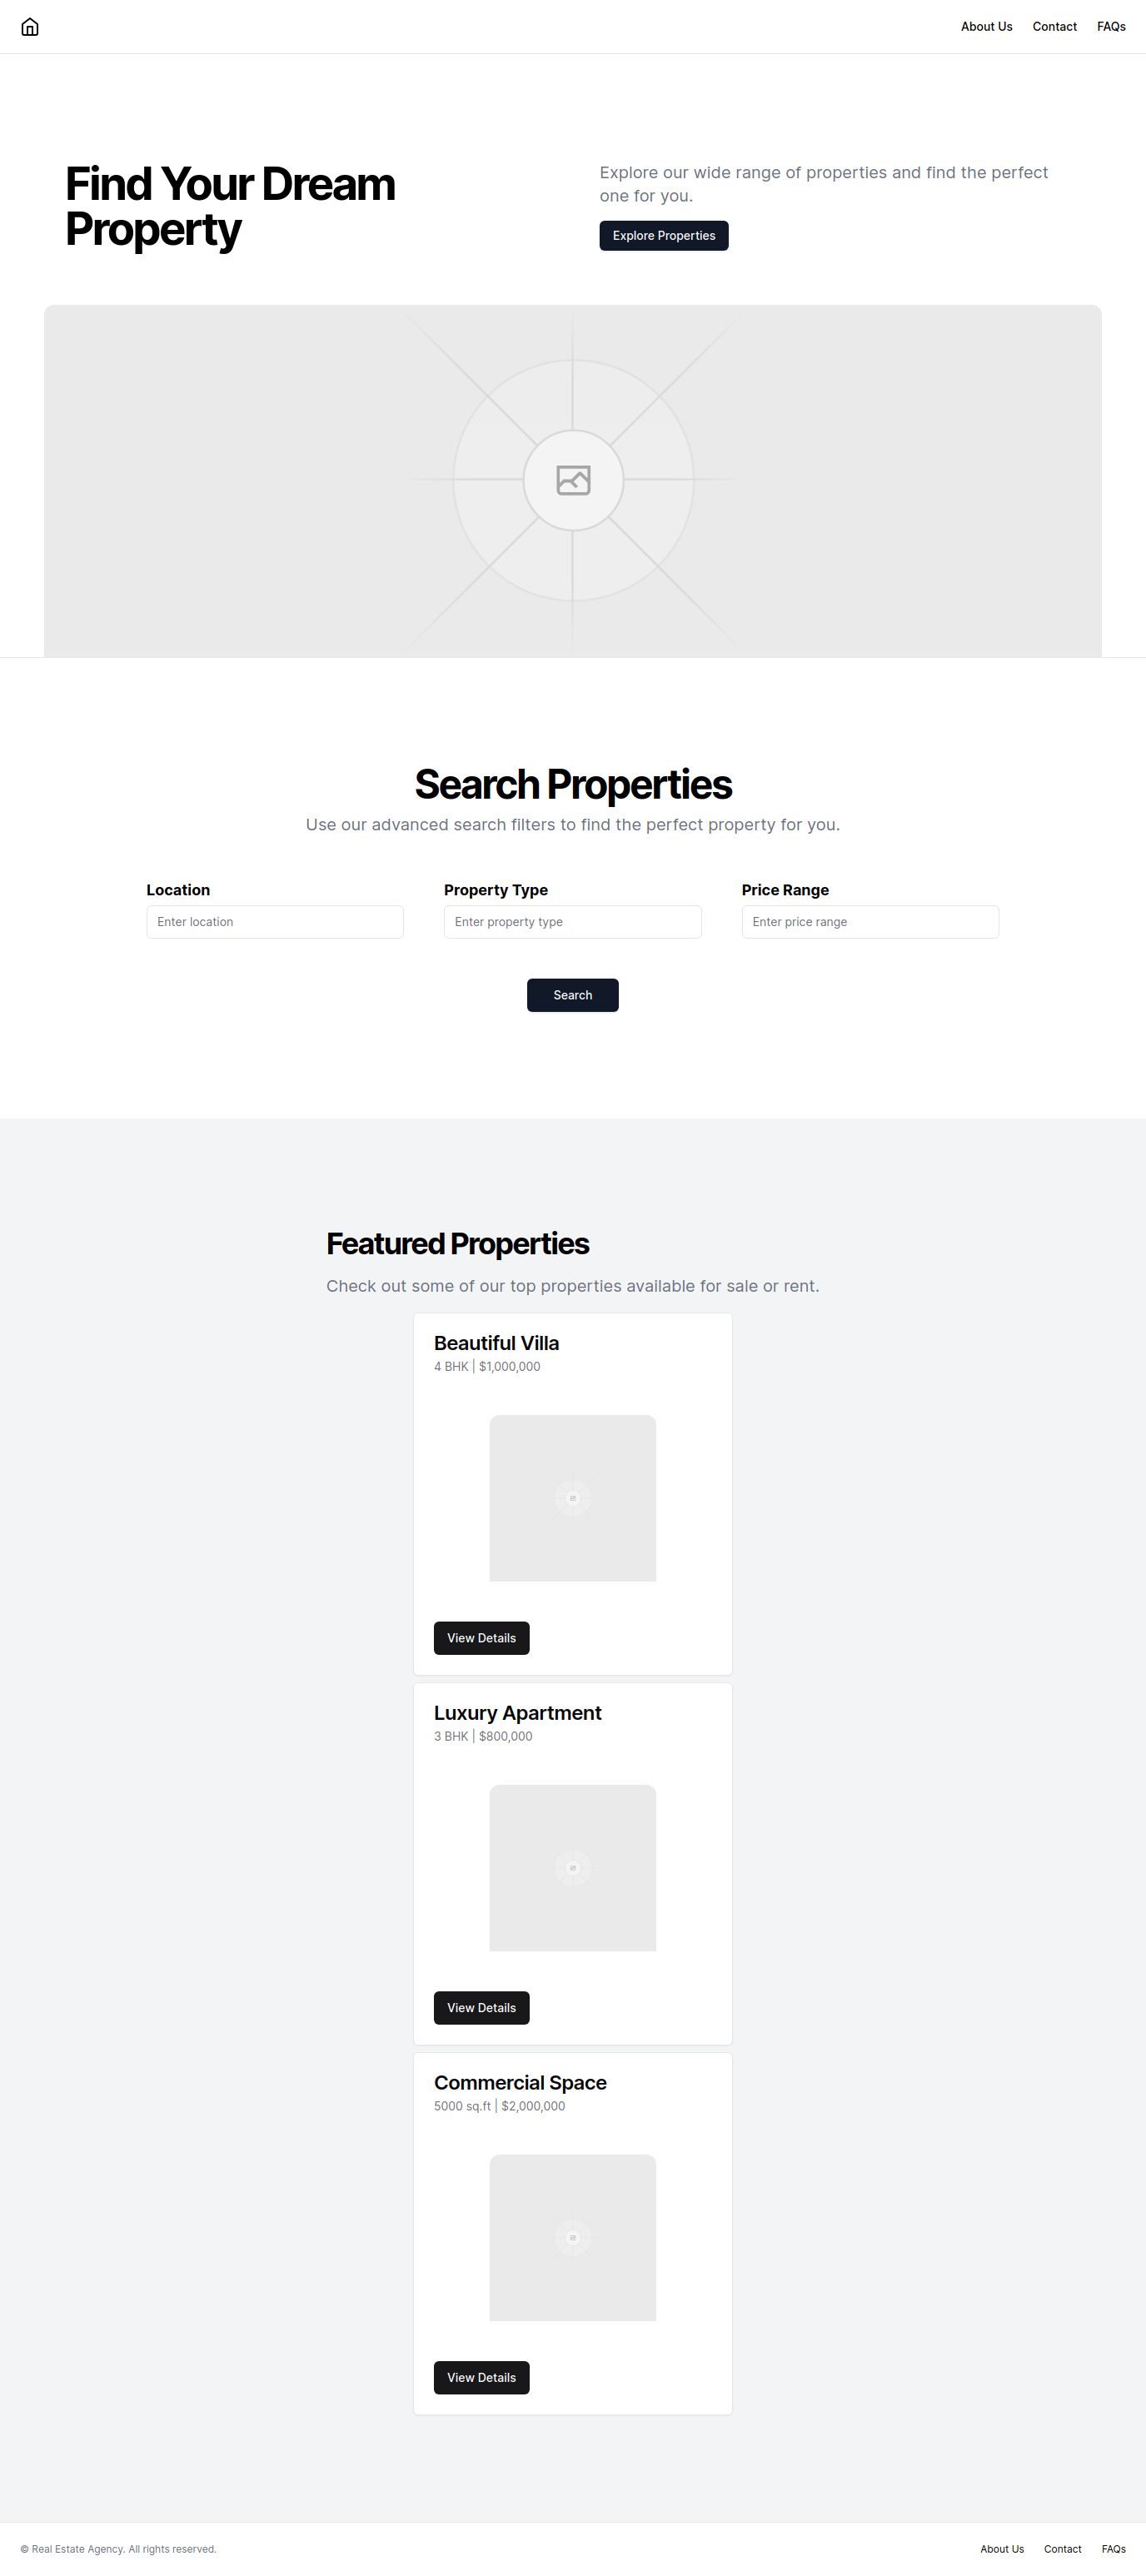 About Us Contact FAQs
Find Your Dream
Property
Explore our wide range of properties and find the perfect
one for you.
Explore Properties
Search Properties
Use our advanced search filters to find the perfect property for you.
Location Property Type Price Range
Enter location Enter property type Enter price range
Search
Featured Properties
Check out some of our top properties available for sale or rent.
Beautiful Villa
4 BHK | $1,000,000
View Details
Luxury Apartment
3 BHK | $800,000
View Details
Commercial Space
5000 sq.ft | $2,000,000
View Details
© Real Estate Agency. All rights reserved. About Us Contact FAQs